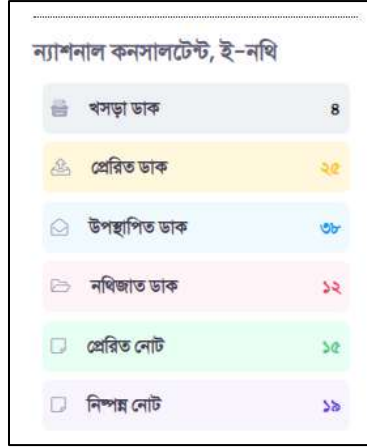 ন্যাশনাল কনসালটেন্ট, ই-নথি
খসড়া ডাক ৪
প্রেরিত ডাক ২৫
উপস্থাপিত ডাক ৩৮
নথিজাত ডাক ১২
প্রেরিত নোট ১৫
নিষ্পন্ন নোট ১৯